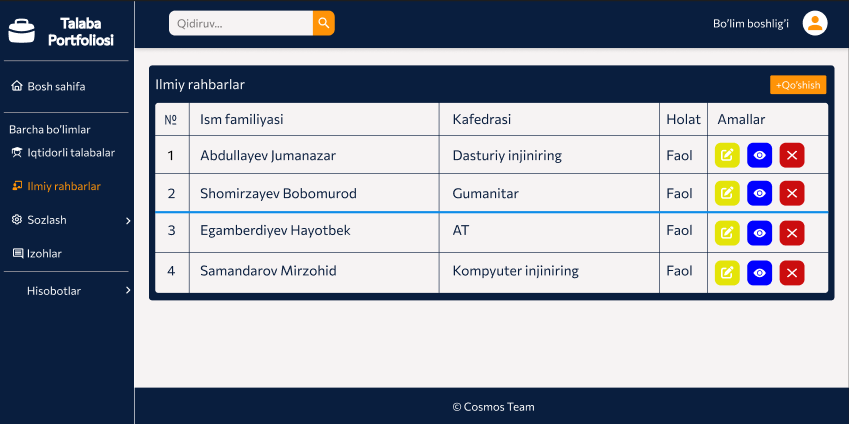 Talaba
Portfoliosi
Qidiruv...
Bo'lim boshlig'i
Bosh sahifa
Barcha bo'limlar
Iqtidorli talabalar
Ilmiy rahbarlar
Sozlash
Izohlar
Hisobotlar
Ilmiy rahbarlar
+Qo'shish
№ Ism familiyasi Kafedrasi Holat Amallar
1 Abdullayev Jumanazar Dasturiy injiniring Faol
2 Shomirzayev Bobomurod Gumanitar Faol
3 Egamberdiyev Hayotbek AT Faol
4 Samandarov Mirzohid Kompyuter injiniring Faol
© Cosmos Team